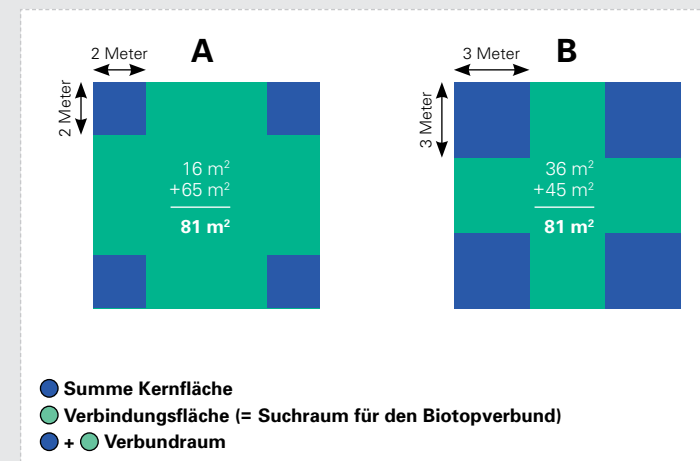 A
2 Meter
2 Meter
16 m²
+65 m²
81 m²
B
3 Meter
3 Meter
36 m²
+45 m²
81 m²
Summe Kernfläche
Verbindungsfläche (= Suchraum für den Biotopverbund)
+ Verbundraum